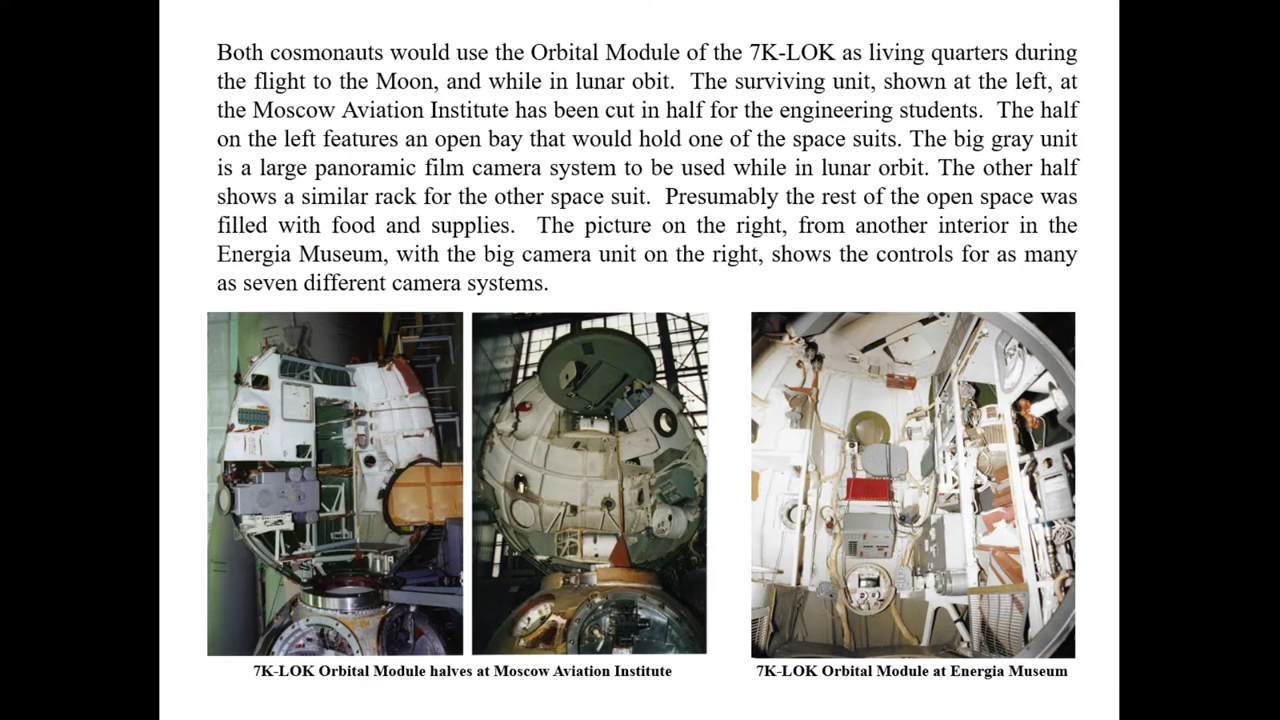 Both cosmonauts would use the Orbital Module of the 7K-LOK as living quarters during
the flight to the Moon, and while in lunar obit. The surviving unit, shown at the left, at
the Moscow Aviation Institute has been cut in half for the engineering students. The half
on the left features an open bay that would hold one of the space suits. The big gray unit
is a large panoramic film camera system to be used while in lunar orbit. The other half
shows a similar rack for the other space suit. Presumably the rest of the open space was
filled with food and supplies. The picture on the right, from another interior in the
Energia Museum, with the big camera unit on the right, shows the controls for as many
as seven different camera systems.
7K-LOK Orbital Module halves at Moscow Aviation Institute
7K-LOK Orbital Module at Energia Museum